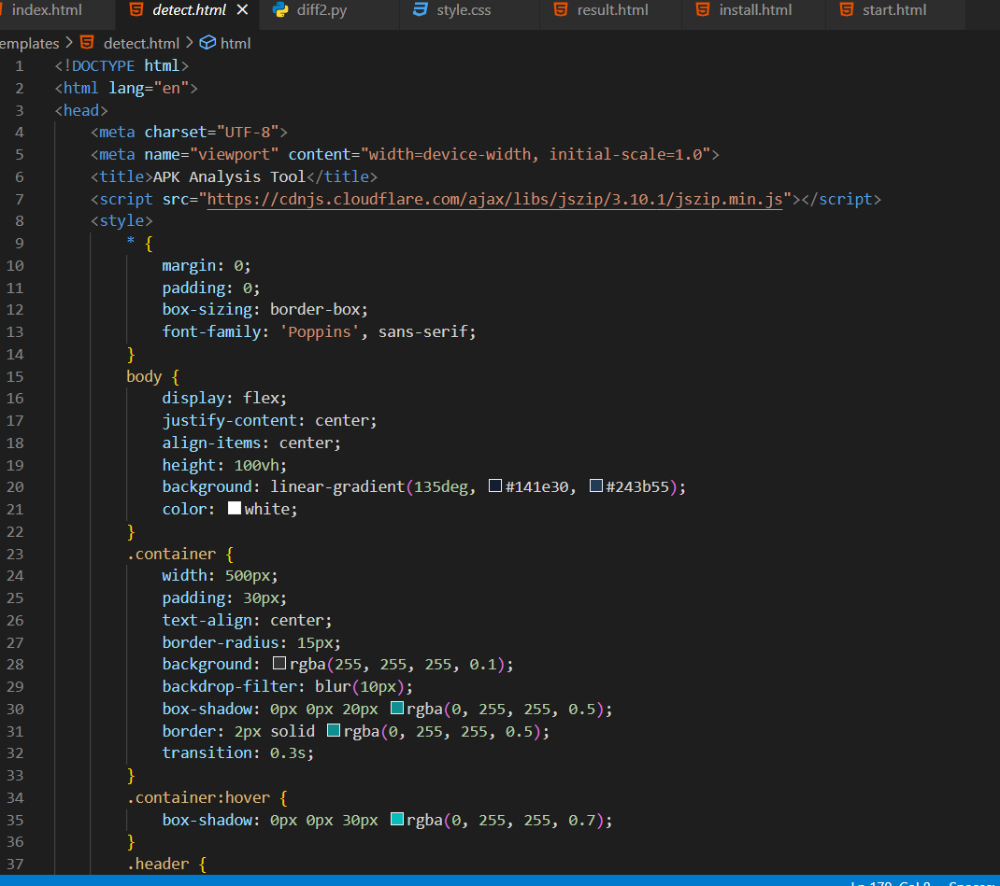 index.html detect.html diff2.py style.css result.html install.html start.html
emplates > detect.html > html
1 <!DOCTYPE html>
2 <html lang="en">
3 <head>
4 <meta charset="UTF-8">
5 <meta name="viewport" content="width=device-width, initial-scale=1.0">
6 <title>APK Analysis Tool</title>
7 <script src="https://cdnjs.cloudflare.com/ajax/libs/jszip/3.10.1/jszip.min.js"></script>
8 <style>
9 * {
10 margin: 0;
11 padding: 0;
12 box-sizing: border-box;
13 font-family: 'Poppins', sans-serif;
14 }
15 body {
16 display: flex;
17 justify-content: center;
18 align-items: center;
19 height: 100vh;
20 background: linear-gradient(135deg, #141e30, #243b55);
21 color: white;
22 }
23 .container {
24 width: 500px;
25 padding: 30px;
26 text-align: center;
27 border-radius: 15px;
28 background: rgba(255, 255, 255, 0.1);
29 backdrop-filter: blur(10px);
30 box-shadow: 0px 0px 20px rgba(0, 255, 255, 0.5);
31 border: 2px solid rgba(0, 255, 255, 0.5);
32 transition: 0.3s;
33 }
34 .container:hover {
35 box-shadow: 0px 0px 30px rgba(0, 255, 255, 0.7);
36 }
37 .header {